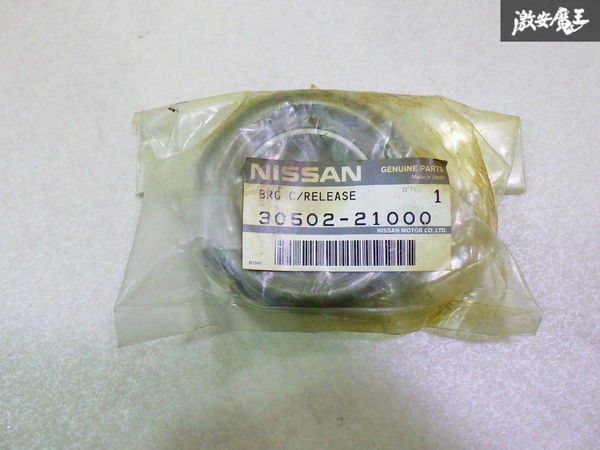 激安魔王
NISSAN
GENUINE PARTS
Made in Japan
BRG C/RELEASE
Q'TY 1
30502-21000
NISSAN MOTOR CO.,LTD.